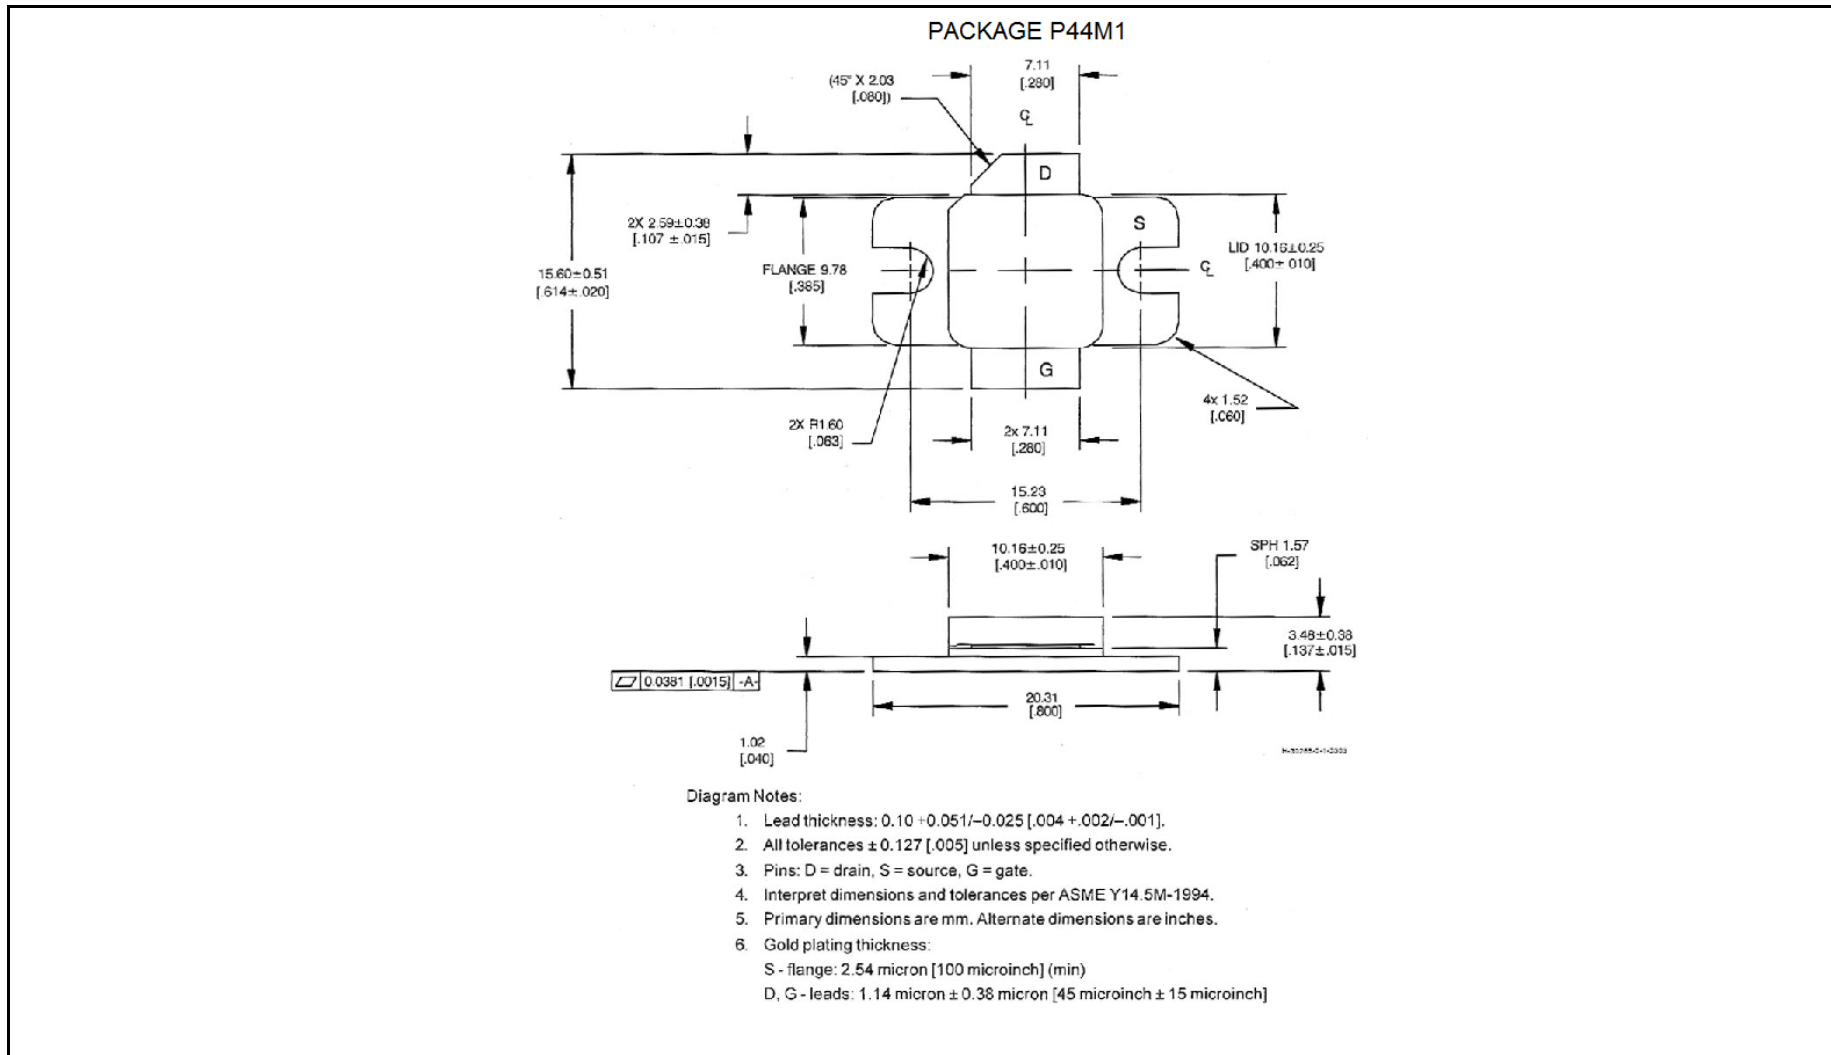 PACKAGE P44M1
7.11
[.280]
(45° X 2.03
[.080])
CL
D
2X 2.59±0.38
[.107 ±.015]
S
LID 10.16±0.25
[.400±.010]
15.60±0.51
[.614±.020]
FLANGE 9.78
[.385]
CL
G
4x 1.52
[.060]
2X R1.60
[.063]
2x 7.11
[.280]
15.23
[.600]
10.16±0.25
[.400±.010]
SPH 1.57
[.062]
3.48±0.38
[.137±.015]
0.0381 [.0015] -A-
20.31
[.800]
1.02
[.040]
Diagram Notes:
1. Lead thickness: 0.10 +0.051/–0.025 [.004 +.002/–.001].
2. All tolerances ± 0.127 [.005] unless specified otherwise.
3. Pins: D = drain, S = source, G = gate.
4. Interpret dimensions and tolerances per ASME Y14.5M-1994.
5. Primary dimensions are mm. Alternate dimensions are inches.
6. Gold plating thickness:
S - flange: 2.54 micron [100 microinch] (min)
D, G - leads: 1.14 micron ± 0.38 micron [45 microinch ± 15 microinch]